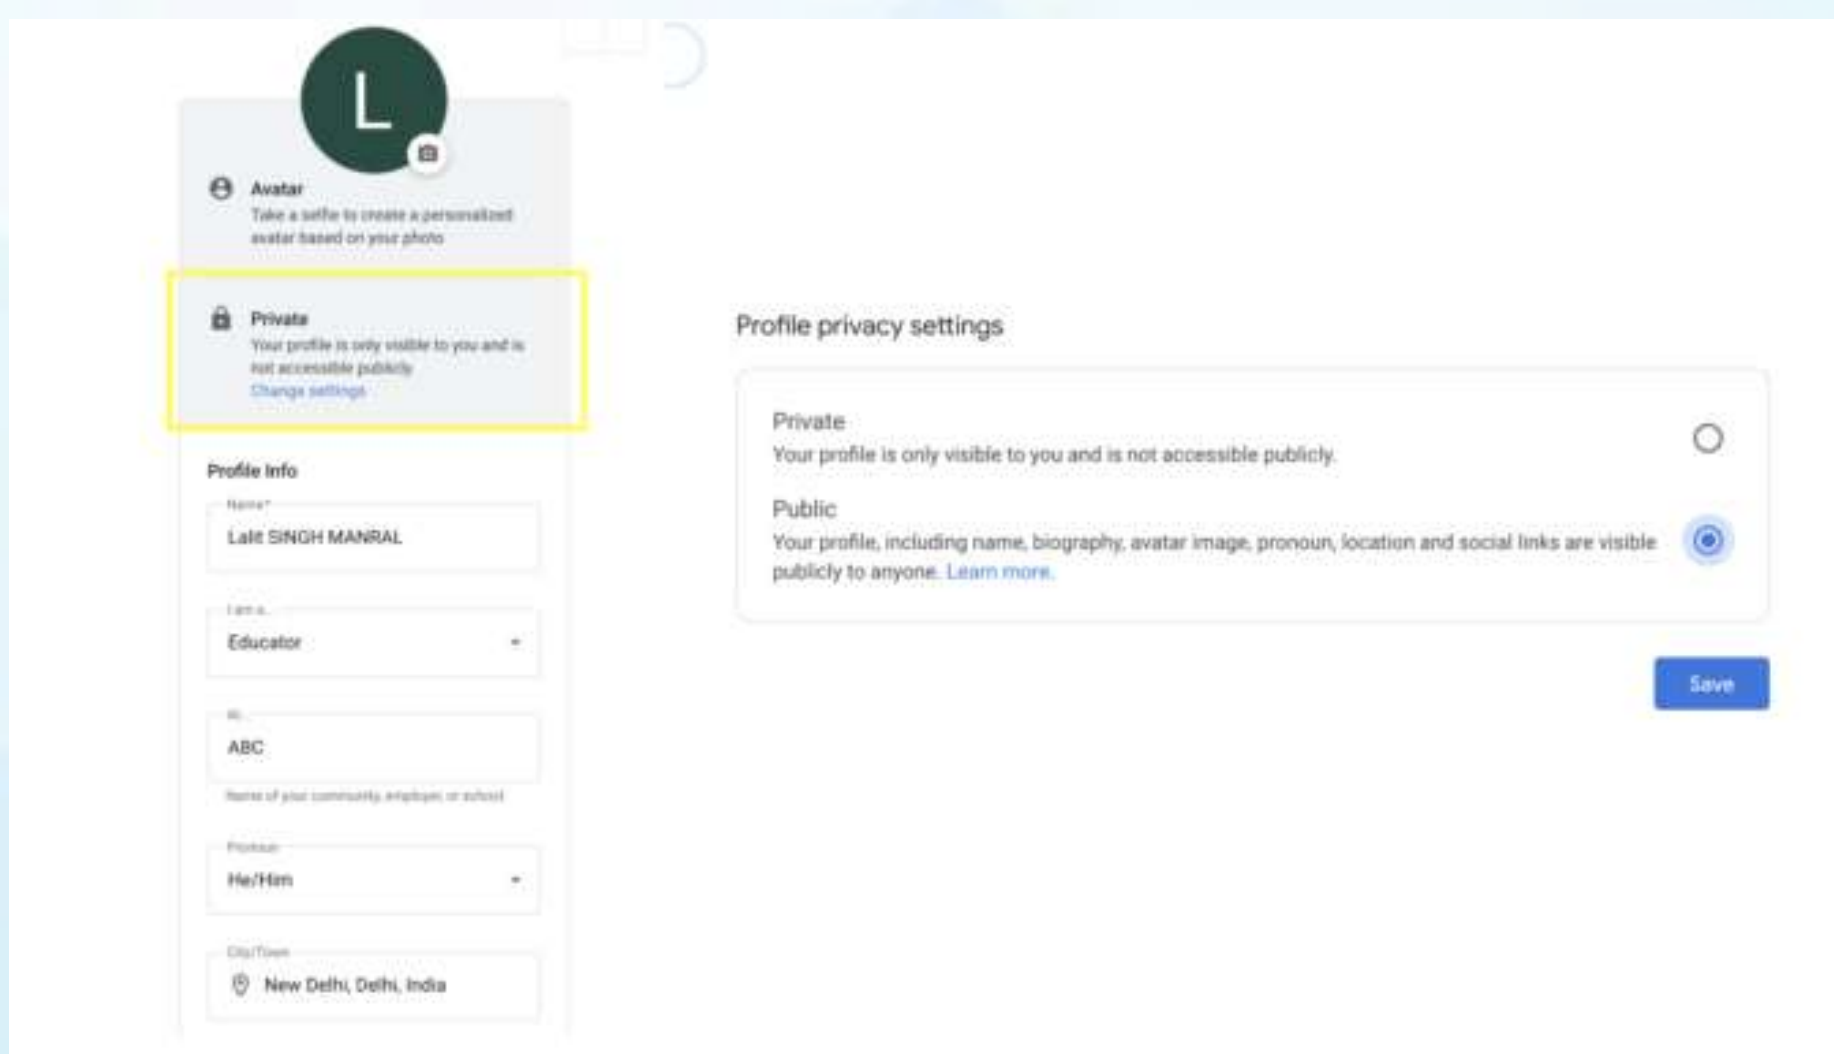 L
Avatar
Take a selfie to create a personalized
avatar based on your photo
Private
Your profile is only visible to you and is
not accessible publicly.
Change settings
Profile Info
Name*
Lalit SINGH MANRAL
I am a...
Educator
At...
ABC
Name of your community, employer, or school
Pronoun
He/Him
City/Town
New Delhi, Delhi, India
Profile privacy settings
Private
Your profile is only visible to you and is not accessible publicly.
Public
Your profile, including name, biography, avatar image, pronoun, location and social links are visible
publicly to anyone. Learn more.
Save